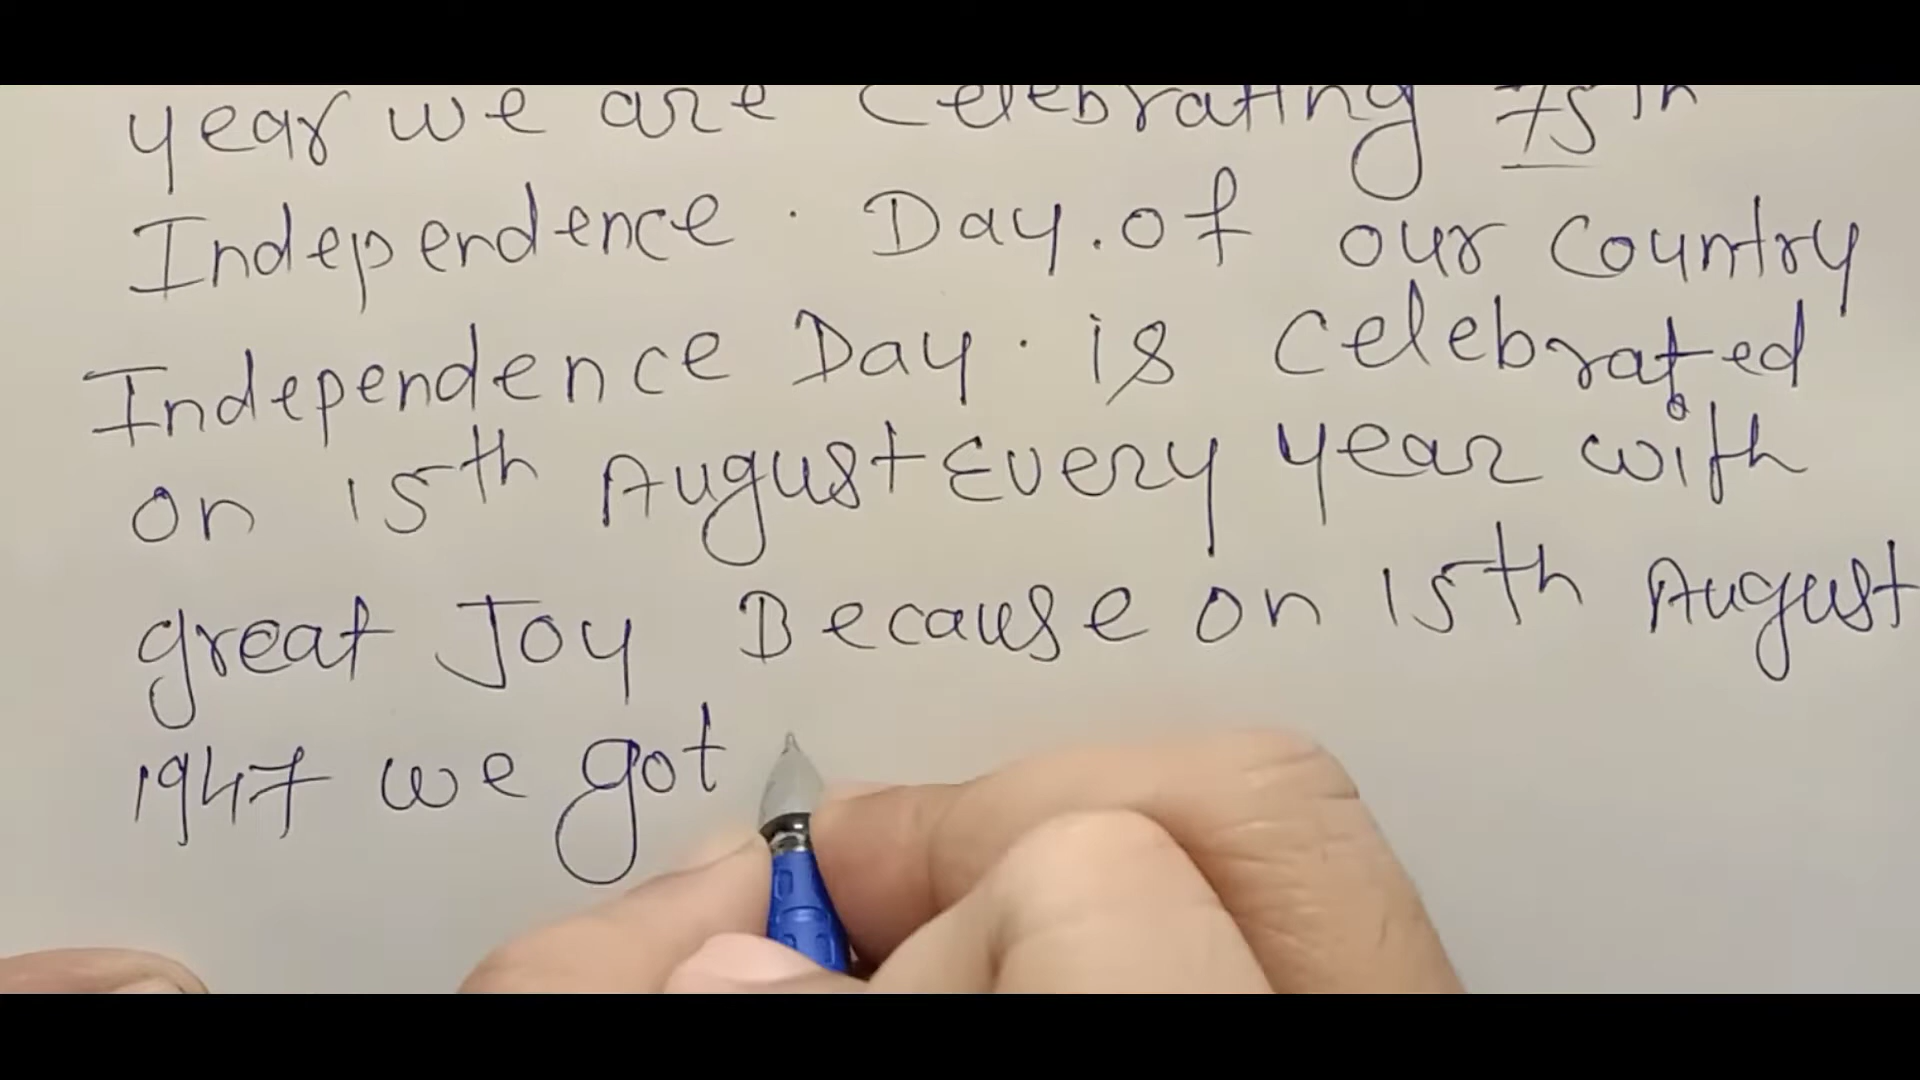 year we are celebrating 75th
Independence . Day. of our country
Independence Day. is celebrated
on 15th August Every year with
great Joy Because on 15th August
1947 we got